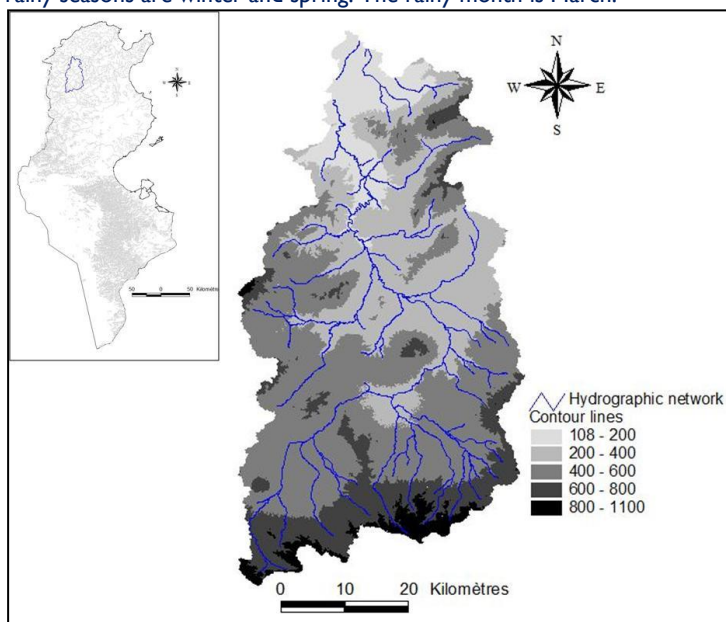 rainy seasons are winter and spring. The rainy month is March.
N
W E
S
50 0 50 Kilomètre
N
W E
S
Hydrographic network
Contour lines
108 - 200
200 - 400
400 - 600
600 - 800
800 - 1100
0 10 20 Kilomètres